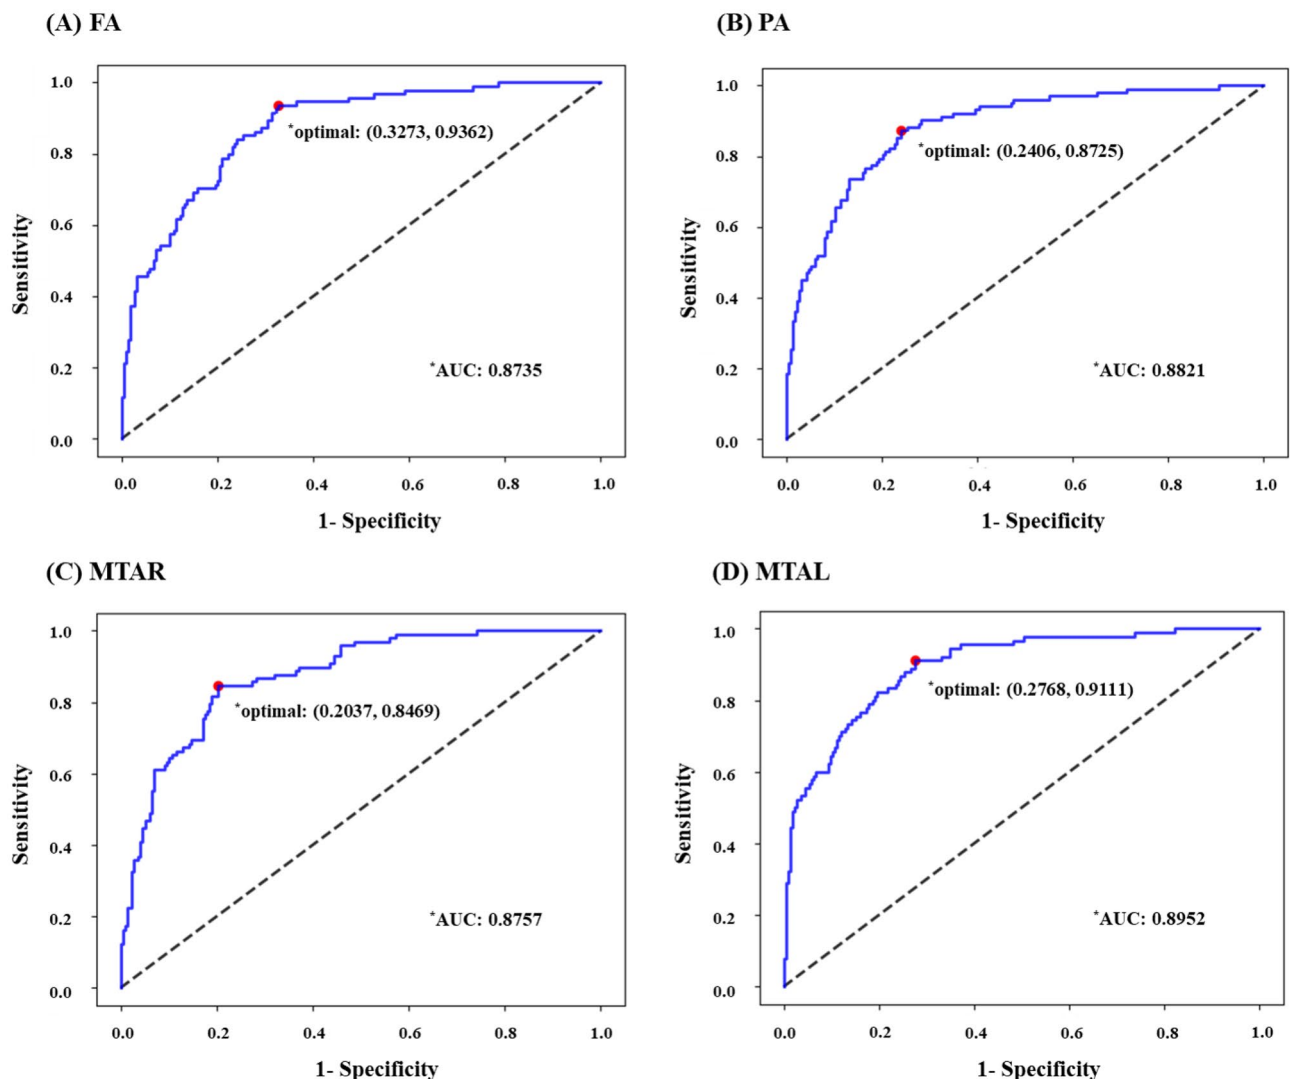 (A) FA
1.0
0.8
0.6
0.4
0.2
0.0
Sensitivity
*optimal: (0.3273, 0.9362)
*AUC: 0.8735
0.0 0.2 0.4 0.6 0.8 1.0
1- Specificity
(B) PA
1.0
0.8
0.6
0.4
0.2
0.0
Sensitivity
*optimal: (0.2406, 0.8725)
*AUC: 0.8821
0.0 0.2 0.4 0.6 0.8 1.0
1- Specificity
(C) MTAR
1.0
0.8
0.6
0.4
0.2
0.0
Sensitivity
*optimal: (0.2037, 0.8469)
*AUC: 0.8757
0.0 0.2 0.4 0.6 0.8 1.0
1- Specificity
(D) MTAL
1.0
0.8
0.6
0.4
0.2
0.0
Sensitivity
*optimal: (0.2768, 0.9111)
*AUC: 0.8952
0.0 0.2 0.4 0.6 0.8 1.0
1- Specificity